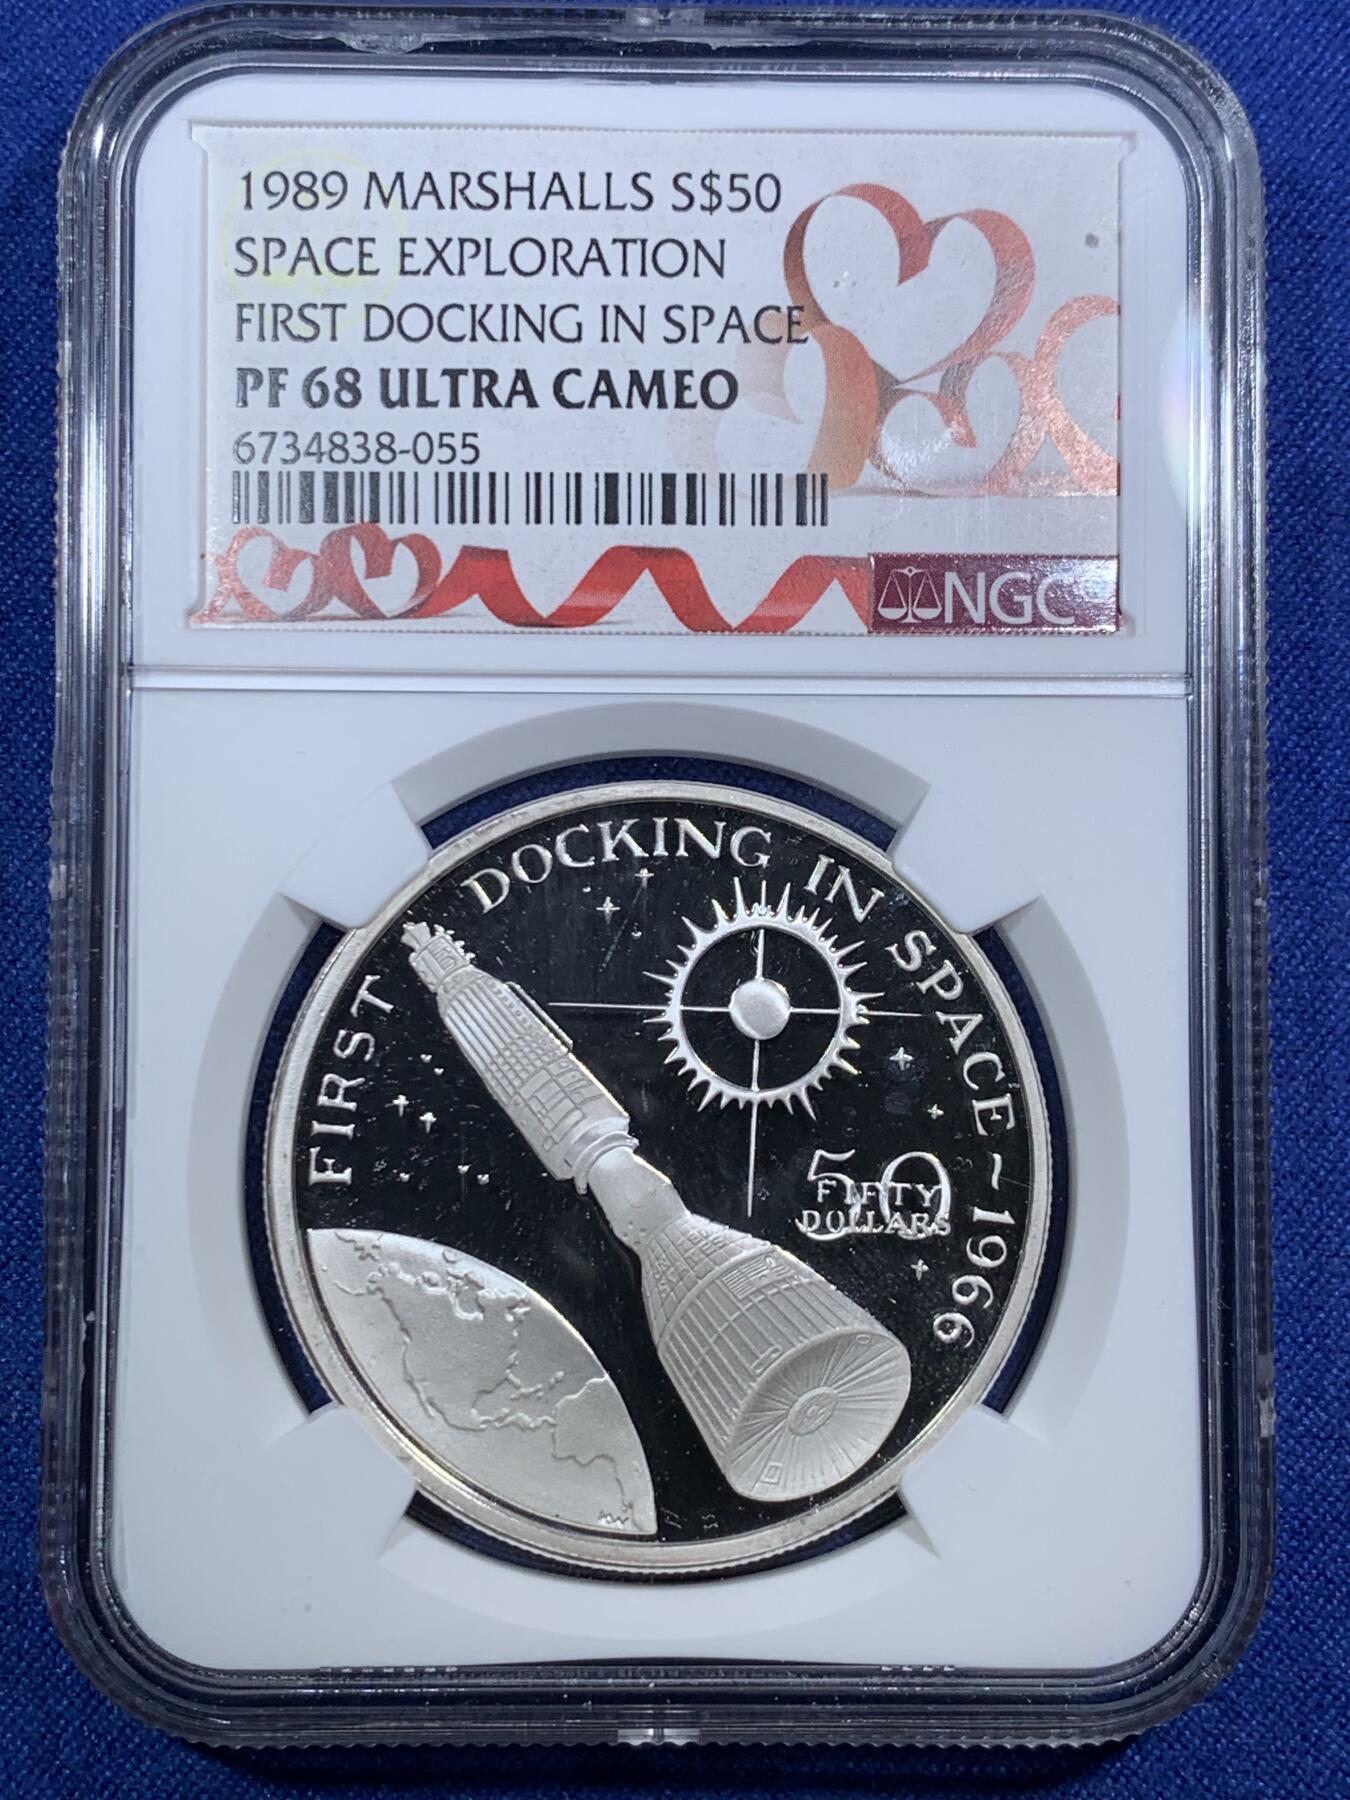 1989 MARSHALLS S$50
SPACE EXPLORATION
FIRST DOCKING IN SPACE
PF 68 ULTRA CAMEO
6734838-055
NGC
FIRST DOCKING IN SPACE~1966
50
FIFTY
DOLLARS